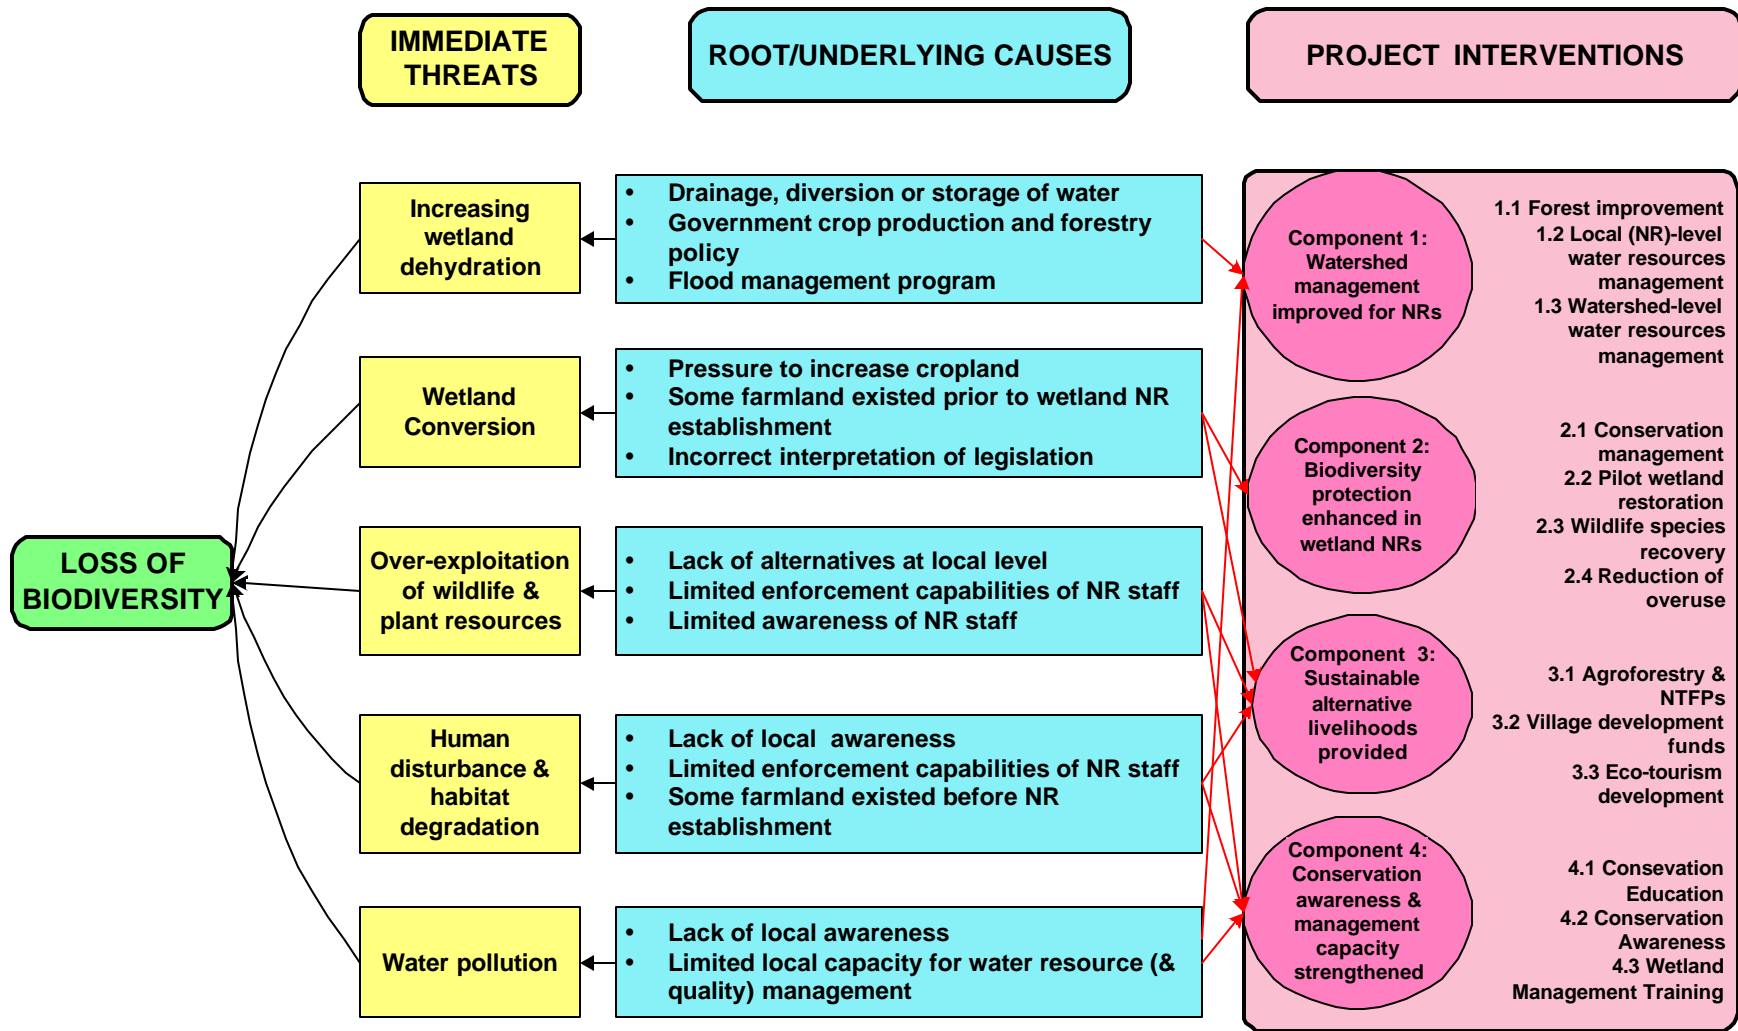 IMMEDIATE
THREATS
ROOT/UNDERLYING CAUSES
PROJECT INTERVENTIONS
LOSS OF
BIODIVERSITY
Increasing
wetland
dehydration
• Drainage, diversion or storage of water
• Government crop production and forestry
policy
• Flood management program
Wetland
Conversion
• Pressure to increase cropland
• Some farmland existed prior to wetland NR
establishment
• Incorrect interpretation of legislation
Over-exploitation
of wildlife &
plant resources
• Lack of alternatives at local level
• Limited enforcement capabilities of NR staff
• Limited awareness of NR staff
Human
disturbance &
habitat
degradation
• Lack of local awareness
• Limited enforcement capabilities of NR staff
• Some farmland existed before NR
establishment
Water pollution
• Lack of local awareness
• Limited local capacity for water resource (&
quality) management
Component 1:
Watershed
management
improved for NRs
1.1 Forest improvement
1.2 Local (NR)-level
water resources
management
1.3 Watershed-level
water resources
management
Component 2:
Biodiversity
protection
enhanced in
wetland NRs
2.1 Conservation
management
2.2 Pilot wetland
restoration
2.3 Wildlife species
recovery
2.4 Reduction of
overuse
Component 3:
Sustainable
alternative
livelihoods
provided
3.1 Agroforestry &
NTFPs
3.2 Village development
funds
3.3 Eco-tourism
development
Component 4:
Conservation
awareness &
management
capacity
strengthened
4.1 Consevation
Education
4.2 Conservation
Awareness
4.3 Wetland
Management Training